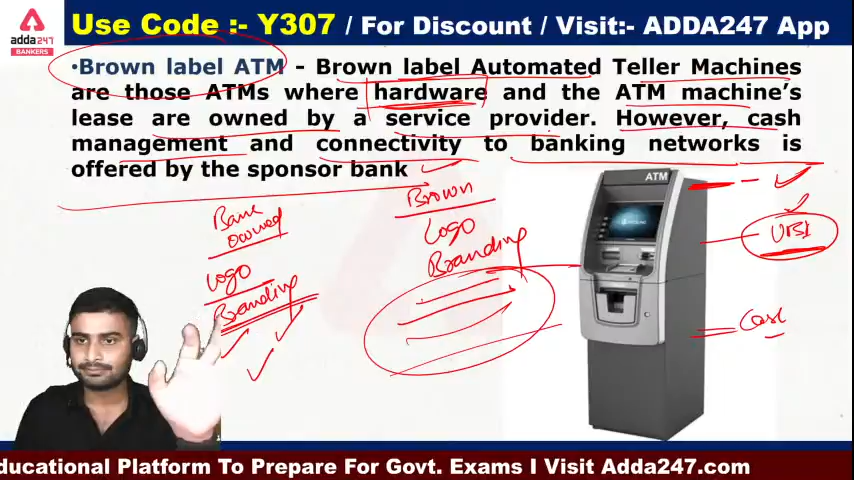 Use Code :- Y307 / For Discount / Visit:- ADDA247 App
adda247
BANKERS
•Brown label ATM - Brown label Automated Teller Machines
are those ATMs where hardware and the ATM machine's
lease are owned by a service provider. However, cash
management and connectivity to banking networks is
offered by the sponsor bank
ATM
Bank
owned
Logo
Branding
Brown
Logo
Branding
UBI
Cash
ducational Platform To Prepare For Govt. Exams I Visit Adda247.com